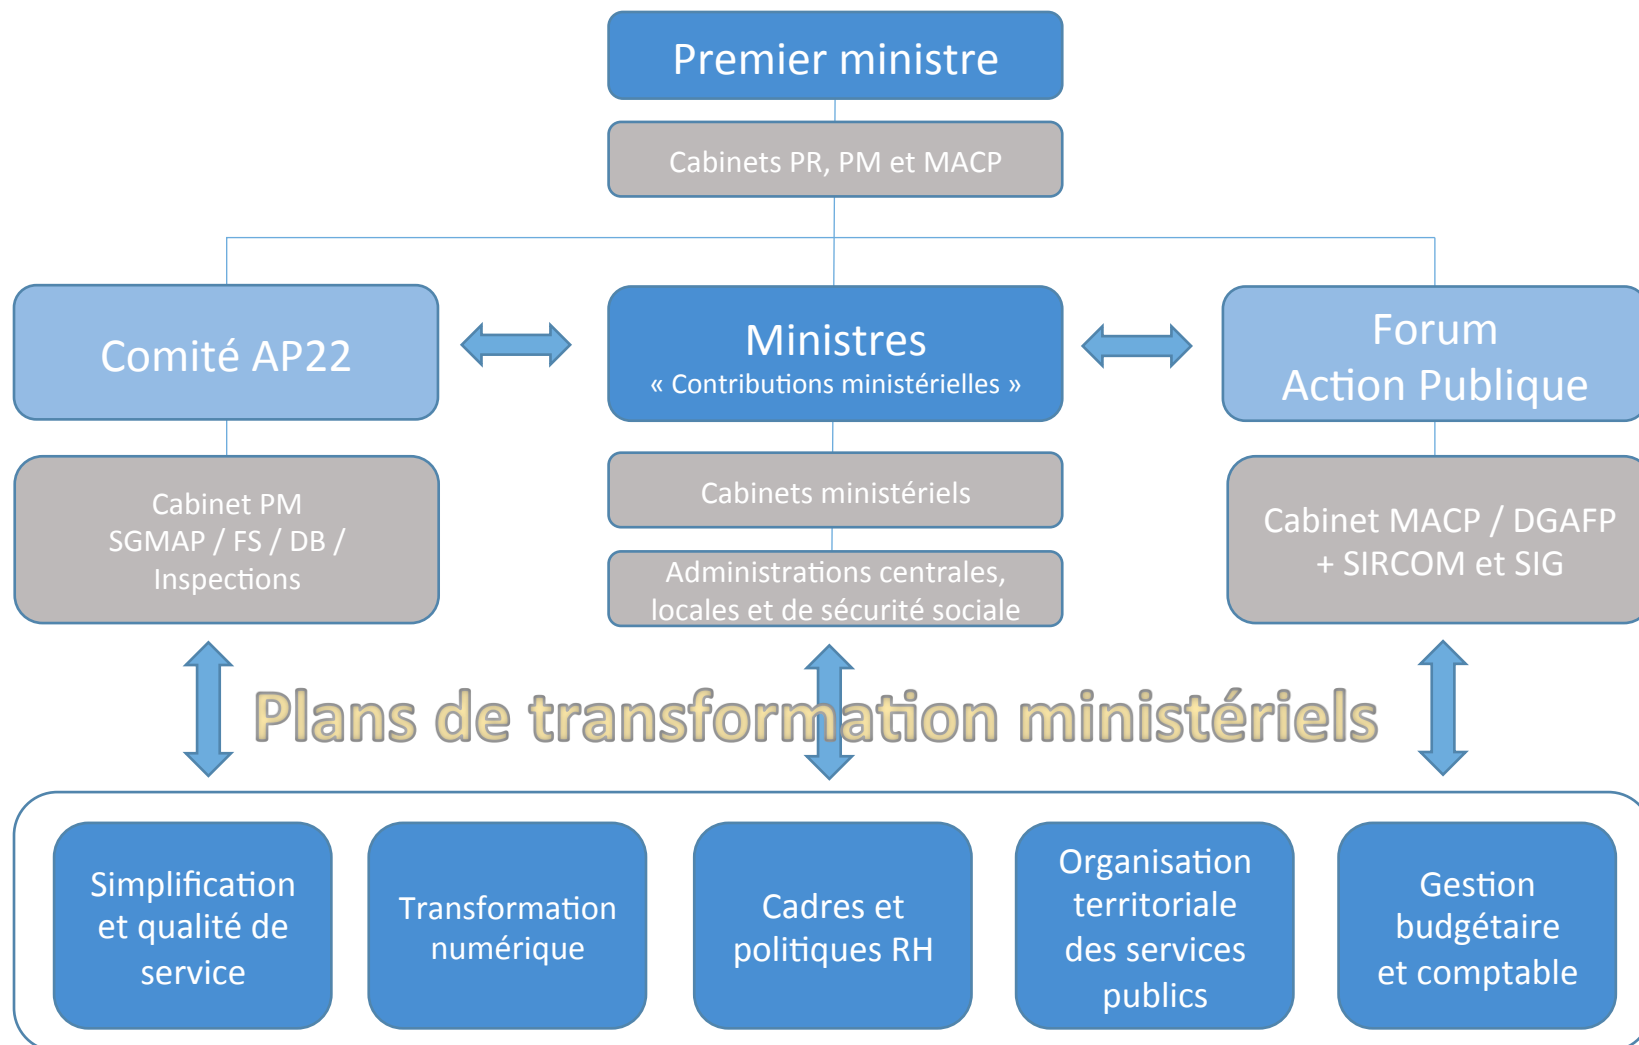 Premier ministre
Cabinets PR, PM et MACP
Comité AP22
Ministres
« Contributions ministérielles »
Forum
Action Publique
Cabinet PM
SGMAP / FS / DB /
Inspections
Cabinets ministériels
Administrations centrales,
locales et de sécurité sociale
Cabinet MACP / DGAFP
+ SIRCOM et SIG
Plans de transformation ministériels
Simplification
et qualité de
service
Transformation
numérique
Cadres et
politiques RH
Organisation
territoriale
des services
publics
Gestion
budgétaire
et comptable